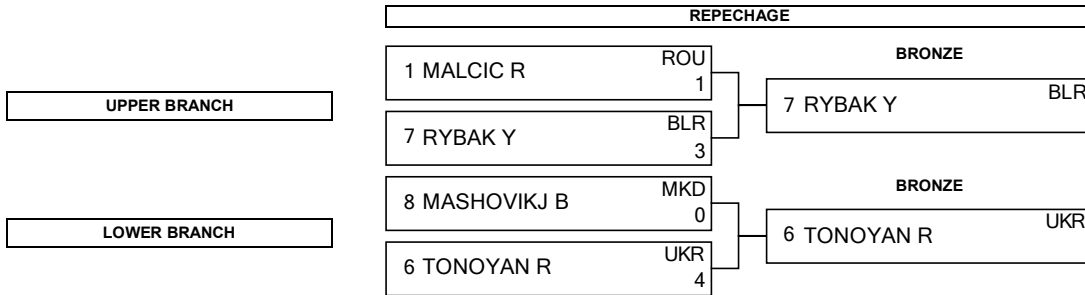 REPECHAGE
1 MALCIC R ROU
1
BRONZE
7 RYBAK Y BLR
UPPER BRANCH
7 RYBAK Y BLR
3
8 MASHOVIKJ B MKD
0
BRONZE
6 TONOYAN R UKR
LOWER BRANCH
6 TONOYAN R UKR
4